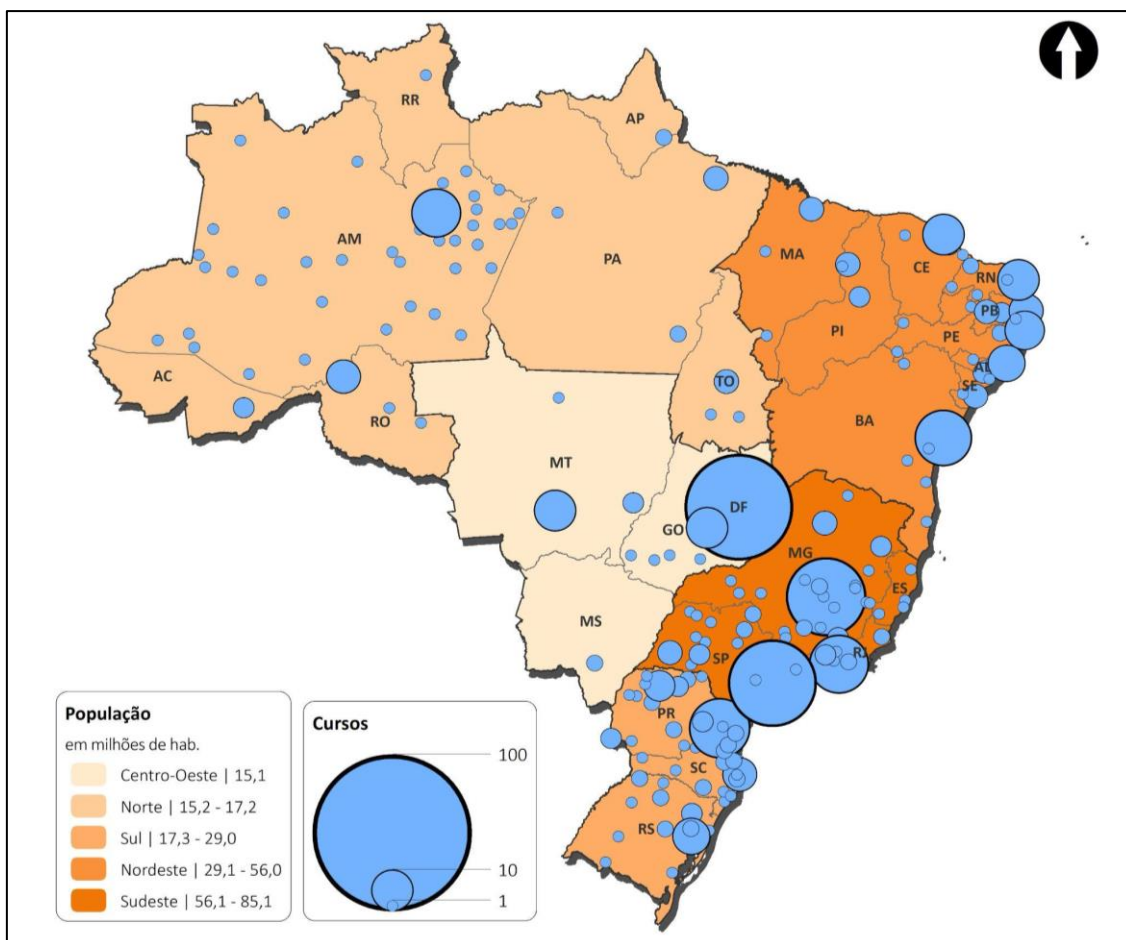 RR
AP
AM
PA
MA
CE
RN
PB
PI
PE
AC
TO
AL
SE
RO
BA
MT
DF
GO
MG
ES
MS
SP
RJ
PR
SC
RS
População
em milhões de hab.
Centro-Oeste | 15,1
Norte | 15,2 - 17,2
Sul | 17,3 - 29,0
Nordeste | 29,1 - 56,0
Sudeste | 56,1 - 85,1
Cursos
100
10
1